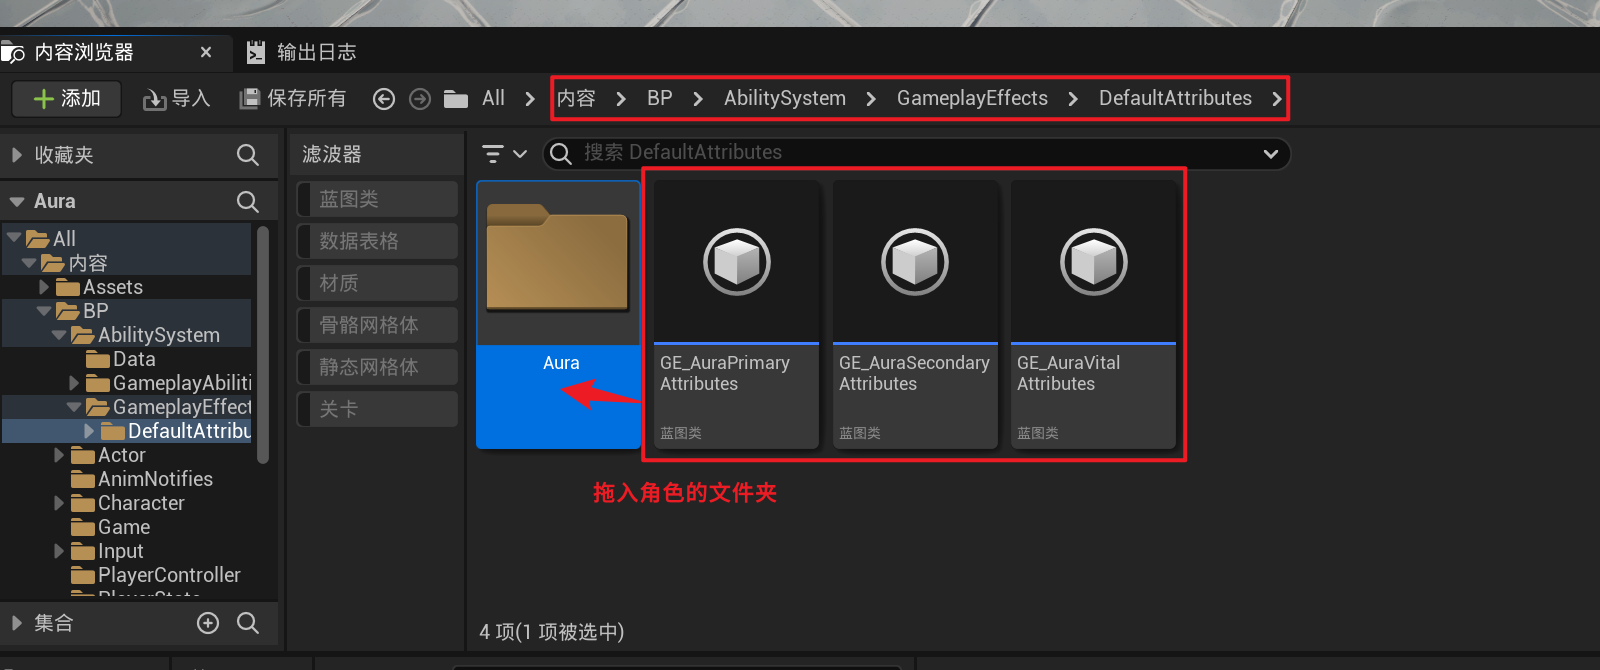 内容浏览器
输出日志
添加
导入
保存所有
All
内容
BP
AbilitySystem
GameplayEffects
DefaultAttributes
收藏夹
Aura
All
内容
Assets
BP
AbilitySystem
Data
GameplayAbiliti
GameplayEffect
DefaultAttribu
Actor
AnimNotifies
Character
Game
Input
PlayerController
PlayerState
集合
滤波器
蓝图类
数据表格
材质
骨骼网格体
静态网格体
关卡
搜索 DefaultAttributes
Aura
GE_AuraPrimary
Attributes
蓝图类
GE_AuraSecondary
Attributes
蓝图类
GE_AuraVital
Attributes
蓝图类
拖入角色的文件夹
4 项(1 项被选中)